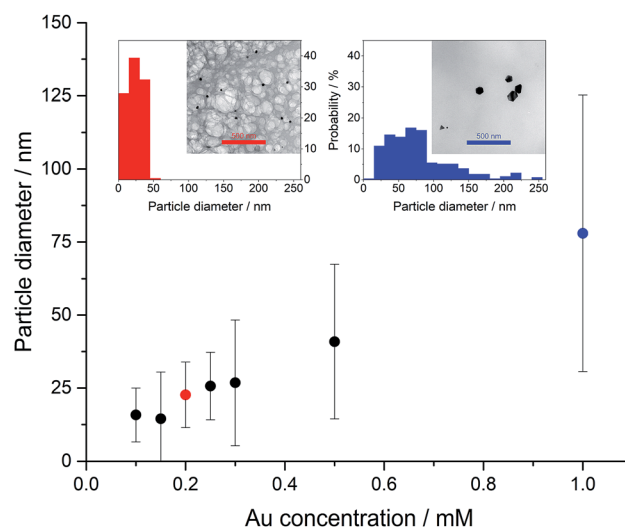 150
125
100
75
50
25
0
Particle diameter / nm
0.0 0.2 0.4 0.6 0.8 1.0
Au concentration / mM
40
30
20
10
0
500 nm
0 50 100 150 200 250
Particle diameter / nm
Probability / %
40
30
20
10
0
500 nm
0 50 100 150 200 250
Particle diameter / nm